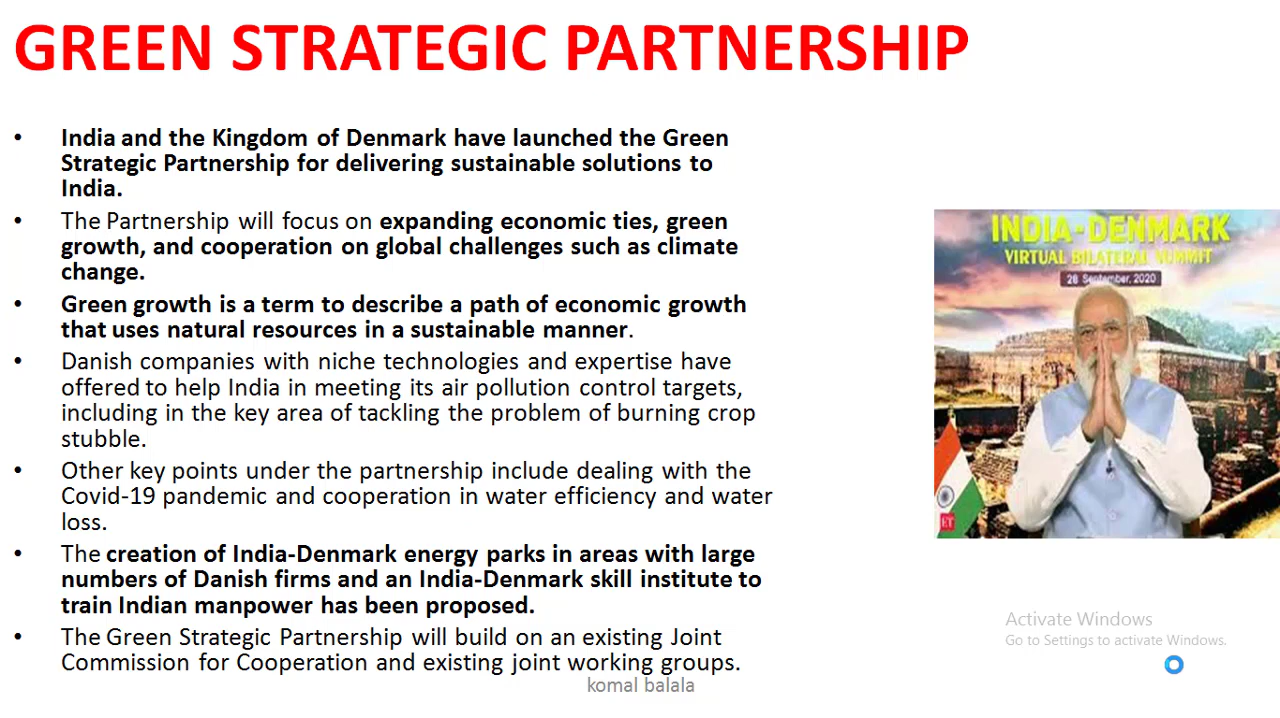 GREEN STRATEGIC PARTNERSHIP
• India and the Kingdom of Denmark have launched the Green
Strategic Partnership for delivering sustainable solutions to
India.
• The Partnership will focus on expanding economic ties, green
growth, and cooperation on global challenges such as climate
change.
• Green growth is a term to describe a path of economic growth
that uses natural resources in a sustainable manner.
• Danish companies with niche technologies and expertise have
offered to help India in meeting its air pollution control targets,
including in the key area of tackling the problem of burning crop
stubble.
• Other key points under the partnership include dealing with the
Covid-19 pandemic and cooperation in water efficiency and water
loss.
• The creation of India-Denmark energy parks in areas with large
numbers of Danish firms and an India-Denmark skill institute to
train Indian manpower has been proposed.
• The Green Strategic Partnership will build on an existing Joint
Commission for Cooperation and existing joint working groups.
komal balala
INDIA-DENMARK
VIRTUAL BILATERAL SUMMIT
28 September, 2020
ET
Activate Windows
Go to Settings to activate Windows.